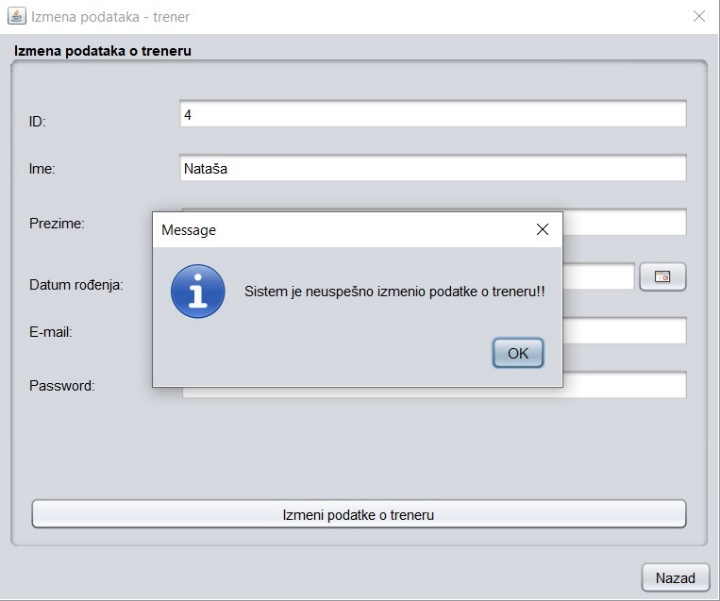 Izmena podataka - trener
Izmena podataka o treneru
ID:
4
Ime:
Nataša
Prezime:
Message
Sistem je neuspešno izmenio podatke o treneru!!
Datum rođenja:
E-mail:
OK
Password:
Izmeni podatke o treneru
Nazad